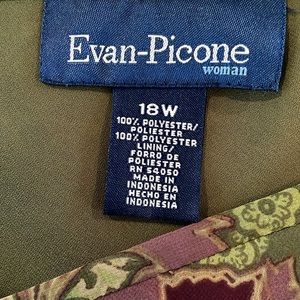 Evan-Picone
woman
18W
100% POLYESTER/
POLIESTER
100% POLYESTER
LINING/
FORRO DE
POLIESTER
RN 54050
MADE IN
INDONESIA
HECHO EN
INDONESIA